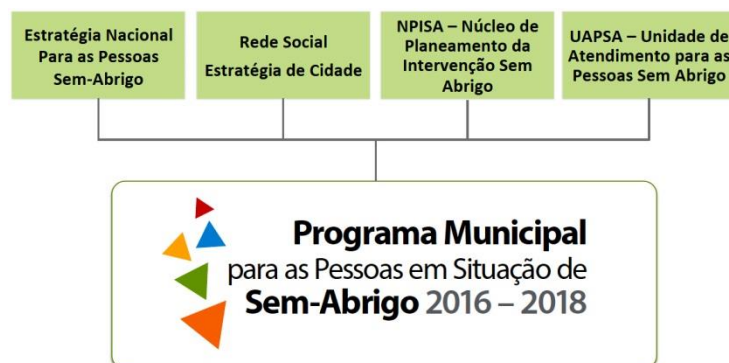 Estratégia Nacional
Para as Pessoas
Sem-Abrigo
Rede Social
Estratégia de Cidade
NPISA – Núcleo de
Planeamento da
Intervenção Sem
Abrigo
UAPSA – Unidade de
Atendimento para as
Pessoas Sem Abrigo
Programa Municipal
para as Pessoas em Situação de
Sem-Abrigo 2016 – 2018